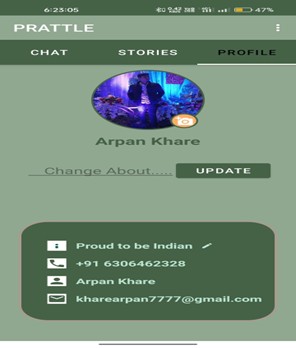 6:23:05 47%
PRATTLE
CHAT STORIES PROFILE
Arpan Khare
Change About..... UPDATE
Proud to be Indian
+91 6306462328
Arpan Khare
kharearpan7777@gmail.com